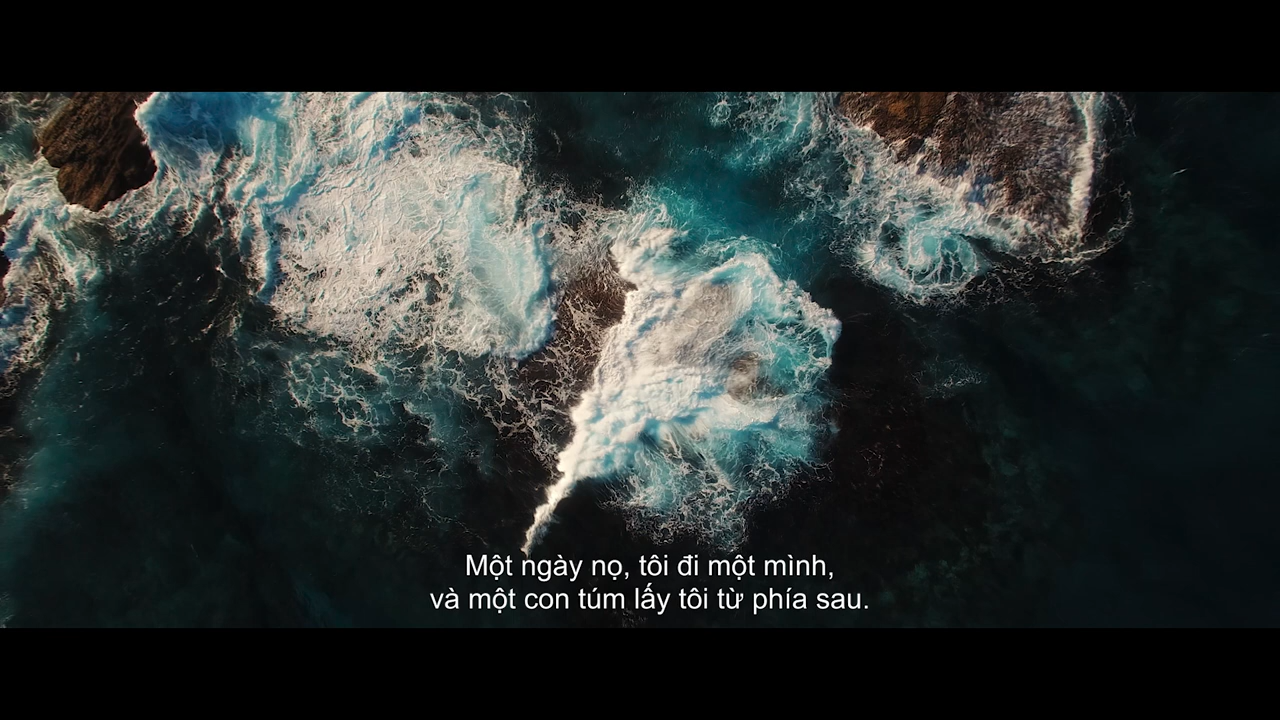 Một ngày nọ, tôi đi một mình,
và một con túm lấy tôi từ phía sau.